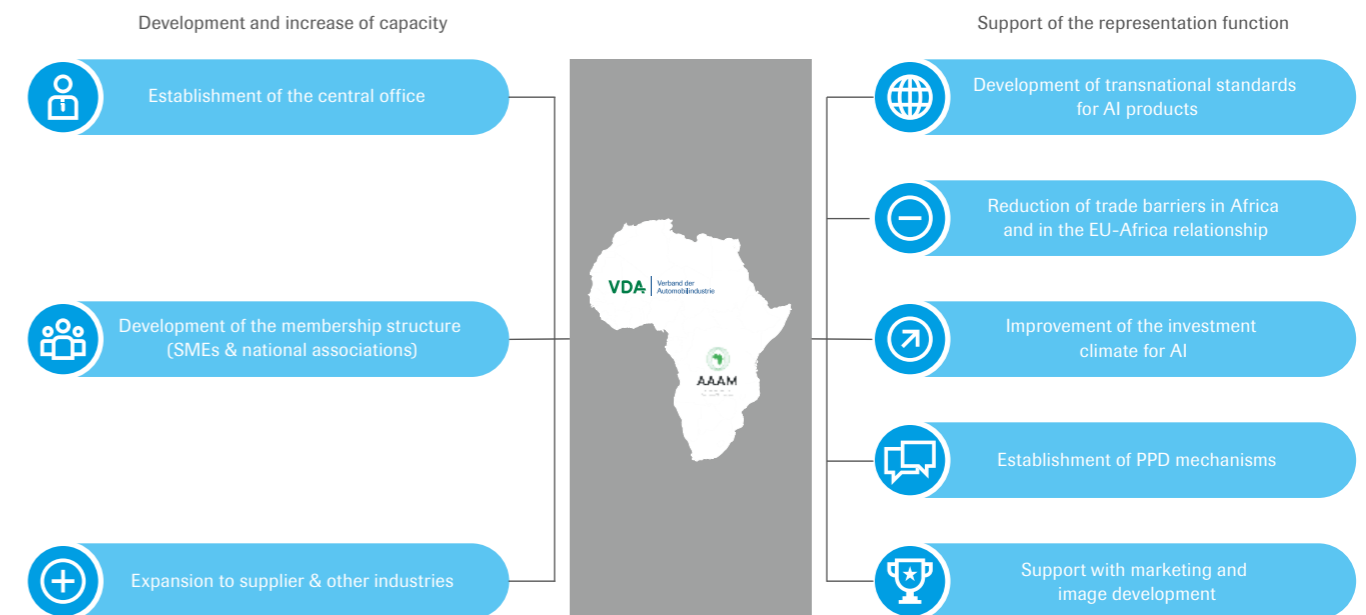 Development and increase of capacity
Establishment of the central office
Development of the membership structure
(SMEs & national associations)
Expansion to supplier & other industries
VDA
Verband der
Automobilindustrie
AAAM
Support of the representation function
Development of transnational standards
for AI products
Reduction of trade barriers in Africa
and in the EU-Africa relationship
Improvement of the investment
climate for AI
Establishment of PPD mechanisms
Support with marketing and
image development